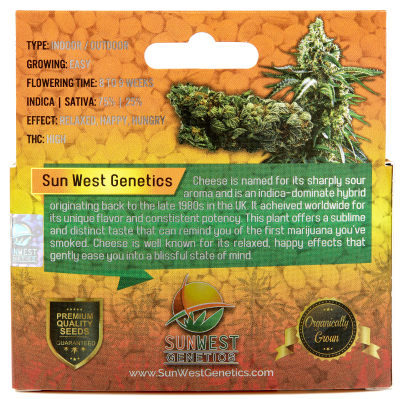 TYPE: INDOOR / OUTDOOR
GROWING: EASY
FLOWERING TIME:
INDICA | SATIVA:
EFFECT: RELAXED, HAPPY, HUNGRY
THC: HIGH
Sun West Genetics
Cheese is named for its sharply sour
aroma and is an indica-dominate hybrid
originating back to the late 1980s in the UK. It acheived worldwide for
its unique flavor and constistent potency. This plant offers a sublime
and distinct taste that can remind you of the first marijuana you've
smoked. Cheese is well known for its relaxed, happy effects that
gently ease you into a blissful state of mind.
PREMIUM
QUALITY
SEEDS
GUARANTEED
SUNWEST
GENETICS
Organically
Grown
www.SunWestGenetics.com